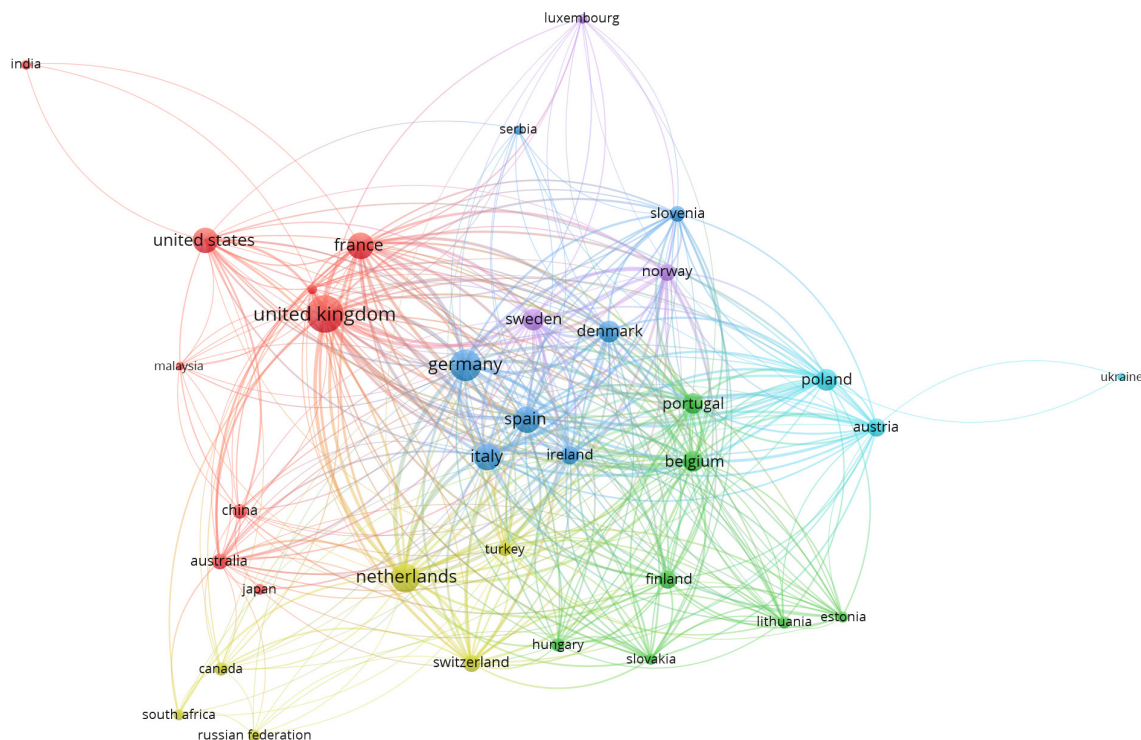 luxembourg
india
serbia
slovenia
united states
france
norway
united kingdom
sweden
denmark
malaysia
germany
poland
ukraine
portugal
spain
austria
italy
ireland
belgium
china
turkey
australia
netherlands
finland
japan
estonia
lithuania
hungary
slovakia
switzerland
canada
south africa
russian federation